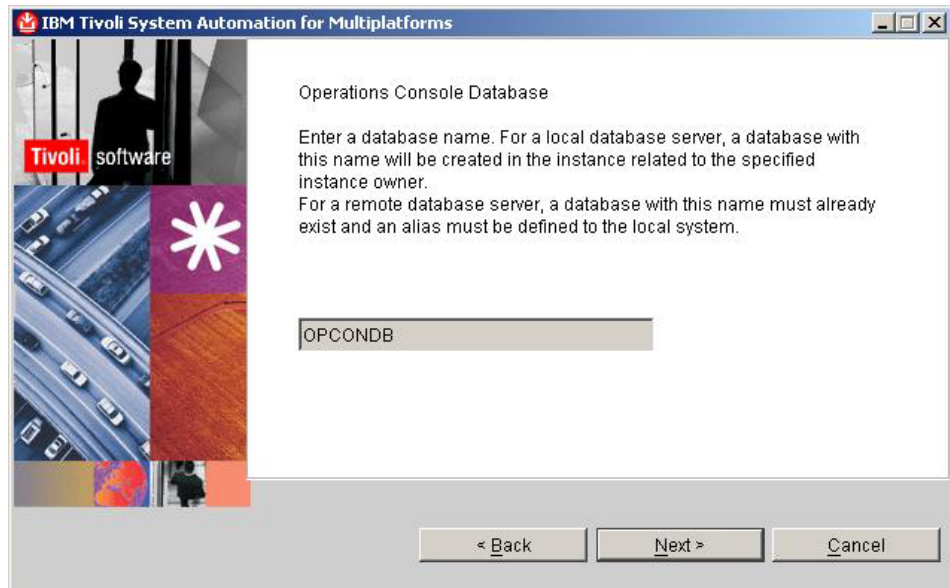 IBM Tivoli System Automation for Multiplatforms
Tivoli. software
Operations Console Database
Enter a database name. For a local database server, a database with
this name will be created in the instance related to the specified
instance owner.
For a remote database server, a database with this name must already
exist and an alias must be defined to the local system.
OPCONDB
< Back
Next >
Cancel